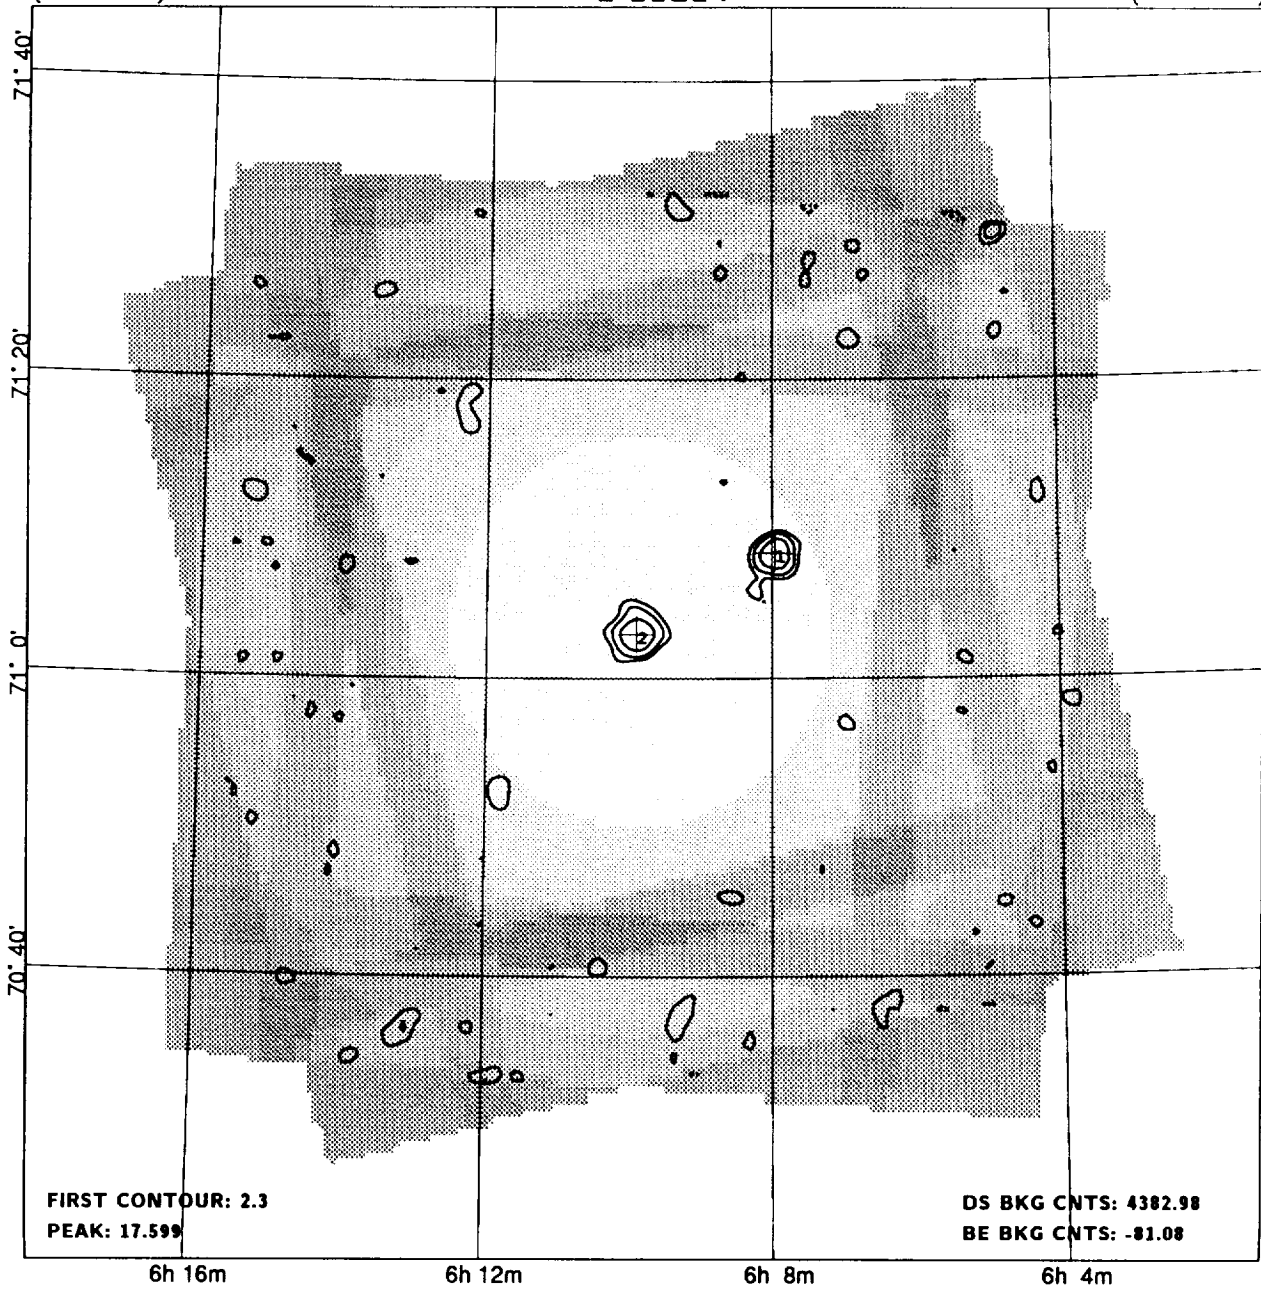 71° 40'
71° 20'
1
2
71° 0'
70° 40'
FIRST CONTOUR: 2.3
PEAK: 17.599
DS BKG CNTS: 4382.98
BE BKG CNTS: -81.08
6h 16m
6h 12m
6h 8m
6h 4m